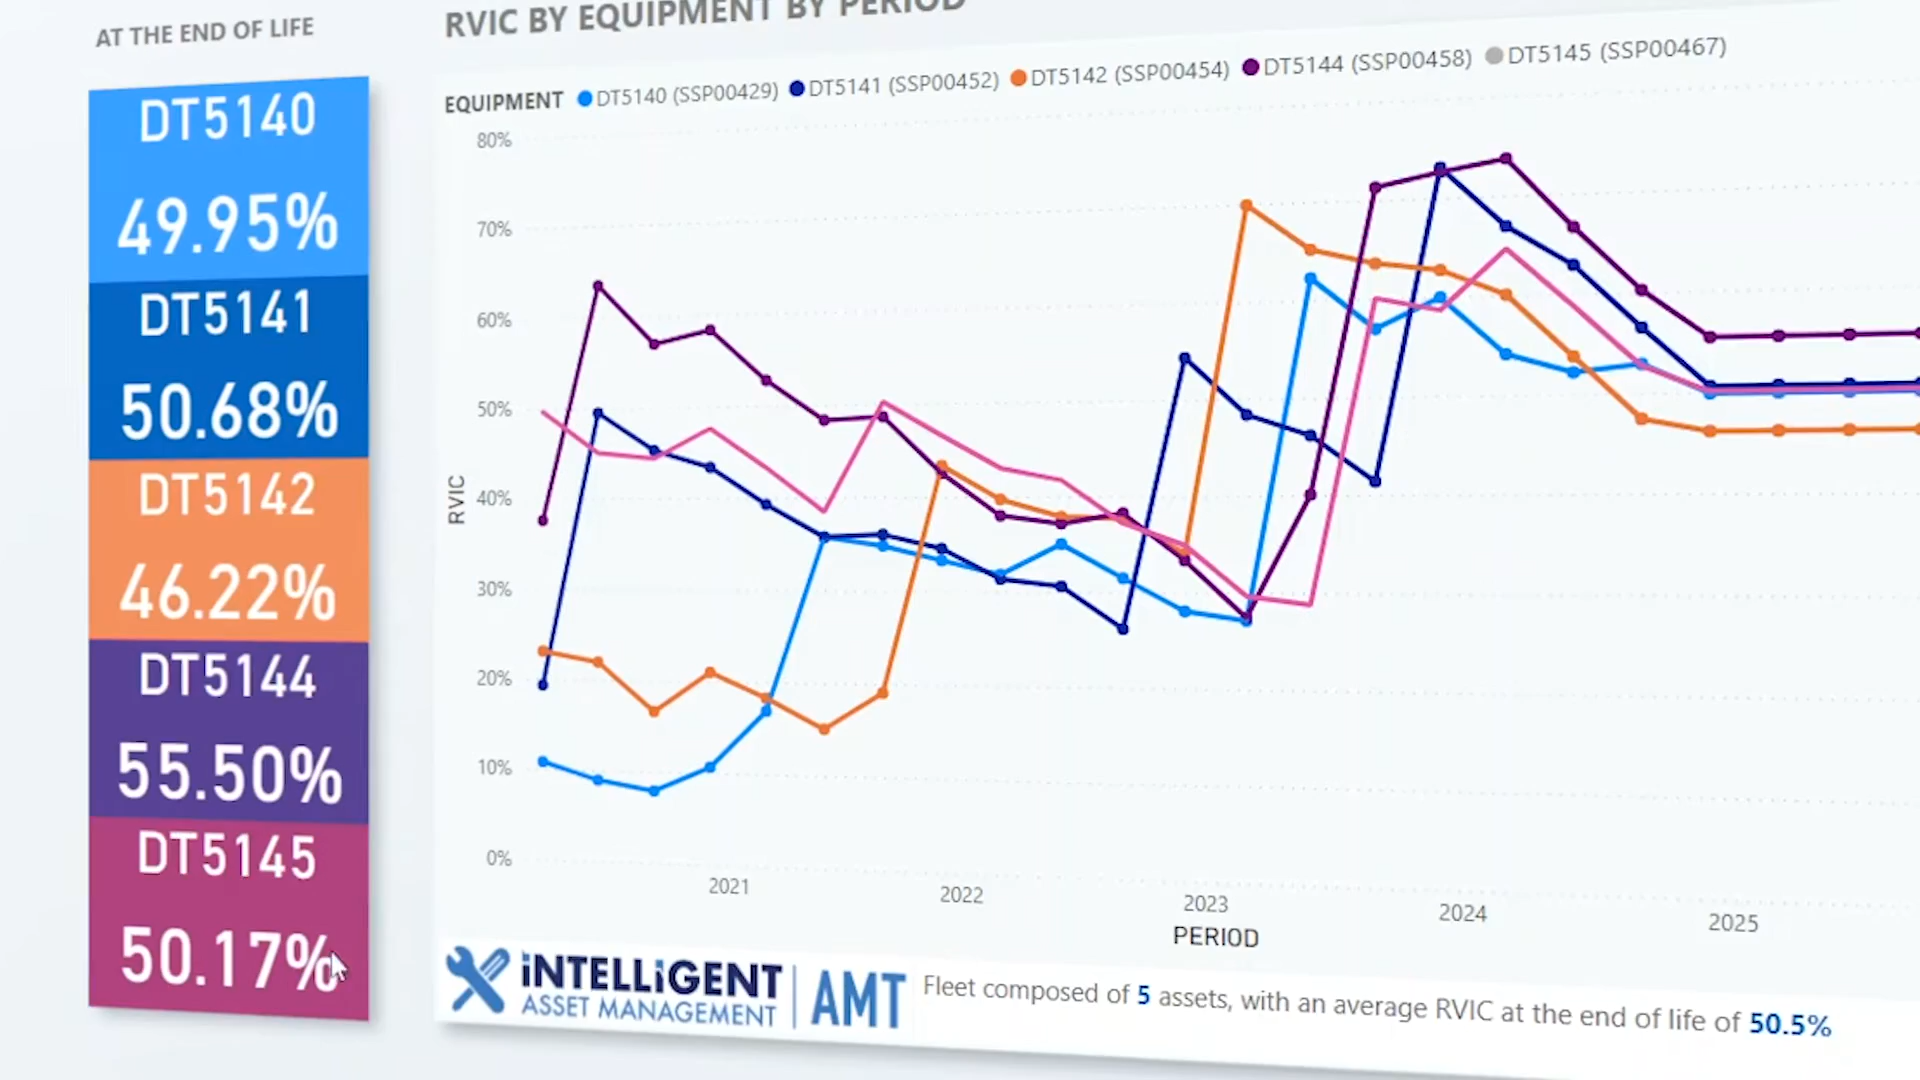 AT THE END OF LIFE
DT5140
49.95%
DT5141
50.68%
DT5142
46.22%
DT5144
55.50%
DT5145
50.17%
RVIC BY EQUIPMENT BY PERIOD
EQUIPMENT DT5140 (SSP00429) DT5141 (SSP00452) DT5142 (SSP00454) DT5144 (SSP00458) DT5145 (SSP00467)
80%
70%
60%
50%
40%
30%
20%
10%
0%
RVIC
2021 2022 2023 2024 2025
PERIOD
iNTELLiGENT
ASSET MANAGEMENT
AMT
Fleet composed of 5 assets, with an average RVIC at the end of life of 50.5%